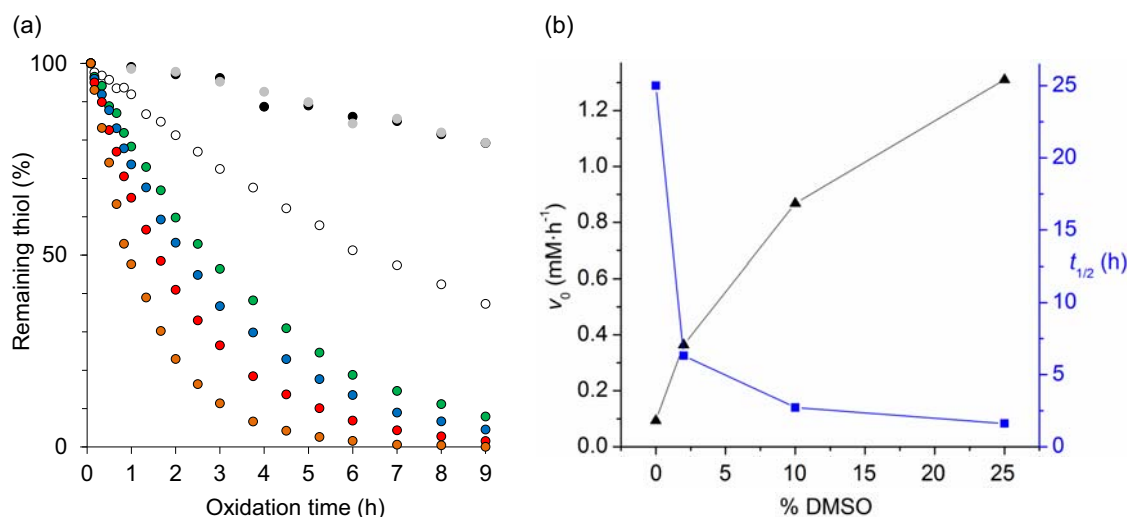 (a)
Remaining thiol (%)
100
50
0
0 1 2 3 4 5 6 7 8 9
Oxidation time (h)
(b)
v0 (mM·h-1)
1.2
1.0
0.8
0.6
0.4
0.2
0.0
0 5 10 15 20 25
% DMSO
25
20
15
10
5
0
t1/2 (h)